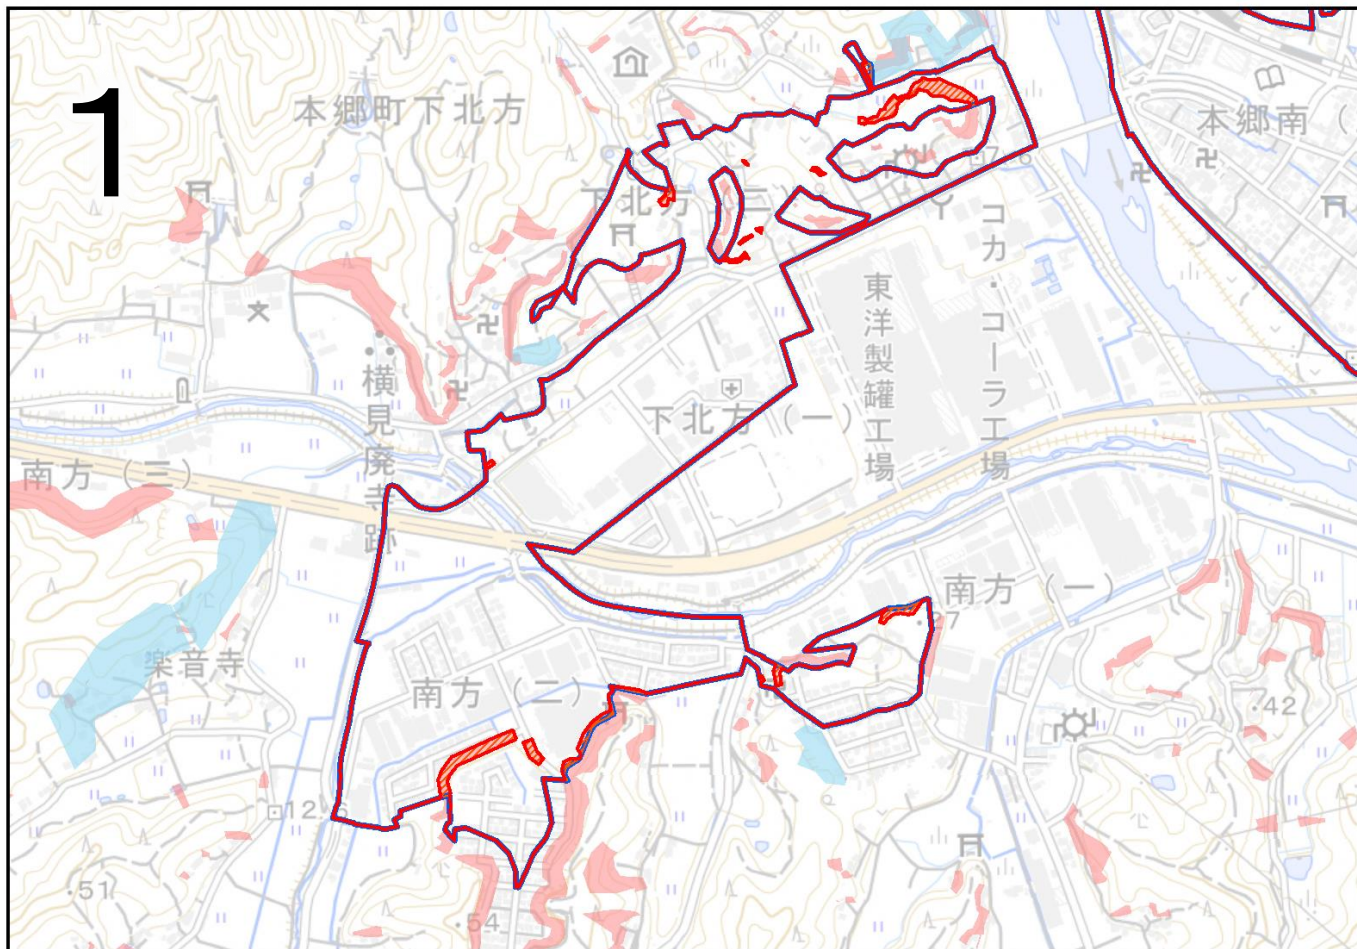 1
本郷町下北方
本郷南（
下北方（二）
コカ・コーラ工場
東洋製罐工場
横見廃寺跡
下北方（一）
南方（三）
南方（一）
27
楽音寺
南方（二）
42
51
54